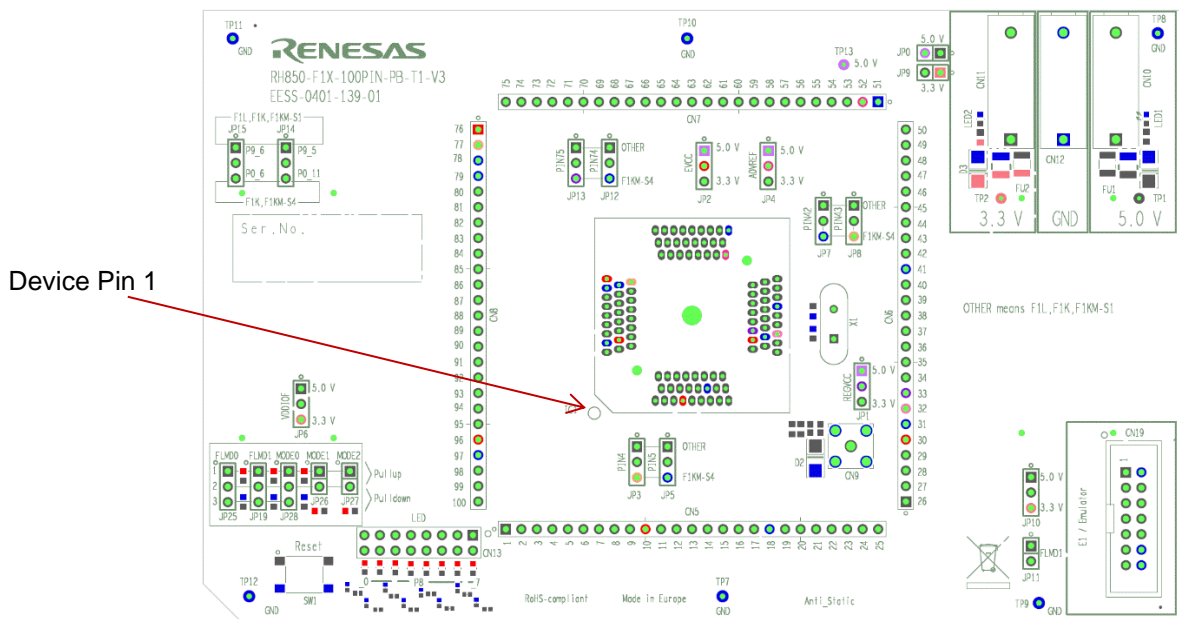 TP11
GND
RENESAS
RH850-F1X-100PIN-PB-T1-V3
EESS-0401-139-01
TP10
GND
TP13
5.0 V
5.0 V
JP0
JP9
3.3 V
TP8
GND
CN11
CN12
CN10
LED2
LED1
D3
FU2
FU1
TP2
TP1
3.3 V
GND
5.0 V
75 74 73 72 71 70 69 68 67 66 65 64 63 62 61 60 59 58 57 56 55 54 53 52 51
CN7
F1L,F1K,F1KM-S1
JP15
JP14
P9_6
P9_5
P0_6
P0_11
F1K,F1KM-S4
Ser.No.
76
77
78
79
80
81
82
83
84
85
86
87
88
89
90
91
92
93
94
95
96
97
98
99
100
CN8
PIN75
PIN74
OTHER
F1KM-S4
JP13
JP12
EVCC
5.0 V
3.3 V
JP2
A0VREF
5.0 V
3.3 V
JP4
PIN42
PIN43
OTHER
F1KM-S4
JP7
JP8
50
49
48
47
46
45
44
43
42
41
40
39
38
37
36
35
34
33
32
31
30
29
28
27
26
CN6
Device Pin 1
X1
OTHER means F1L,F1K,F1KM-S1
REGVCC
5.0 V
3.3 V
JP1
VDDIOF
5.0 V
3.3 V
JP6
PIN4
PIN5
OTHER
F1KM-S4
JP3
JP5
D2
CN9
FLMD0
FLMD1
MODE0
MODE1
MODE2
1
2
3
Pullup
Pulldown
JP25
JP19
JP28
JP26
JP27
CN5
1 2 3 4 5 6 7 8 9 10 11 12 13 14 15 16 17 18 19 20 21 22 23 24 25
LED
CN13
0 P8 7
Reset
SW1
TP12
GND
RoHS-compliant
Made in Europe
TP7
GND
Anti_Static
5.0 V
3.3 V
JP10
FLMD1
JP11
TP9
GND
CN19
1
E1 / Emulator